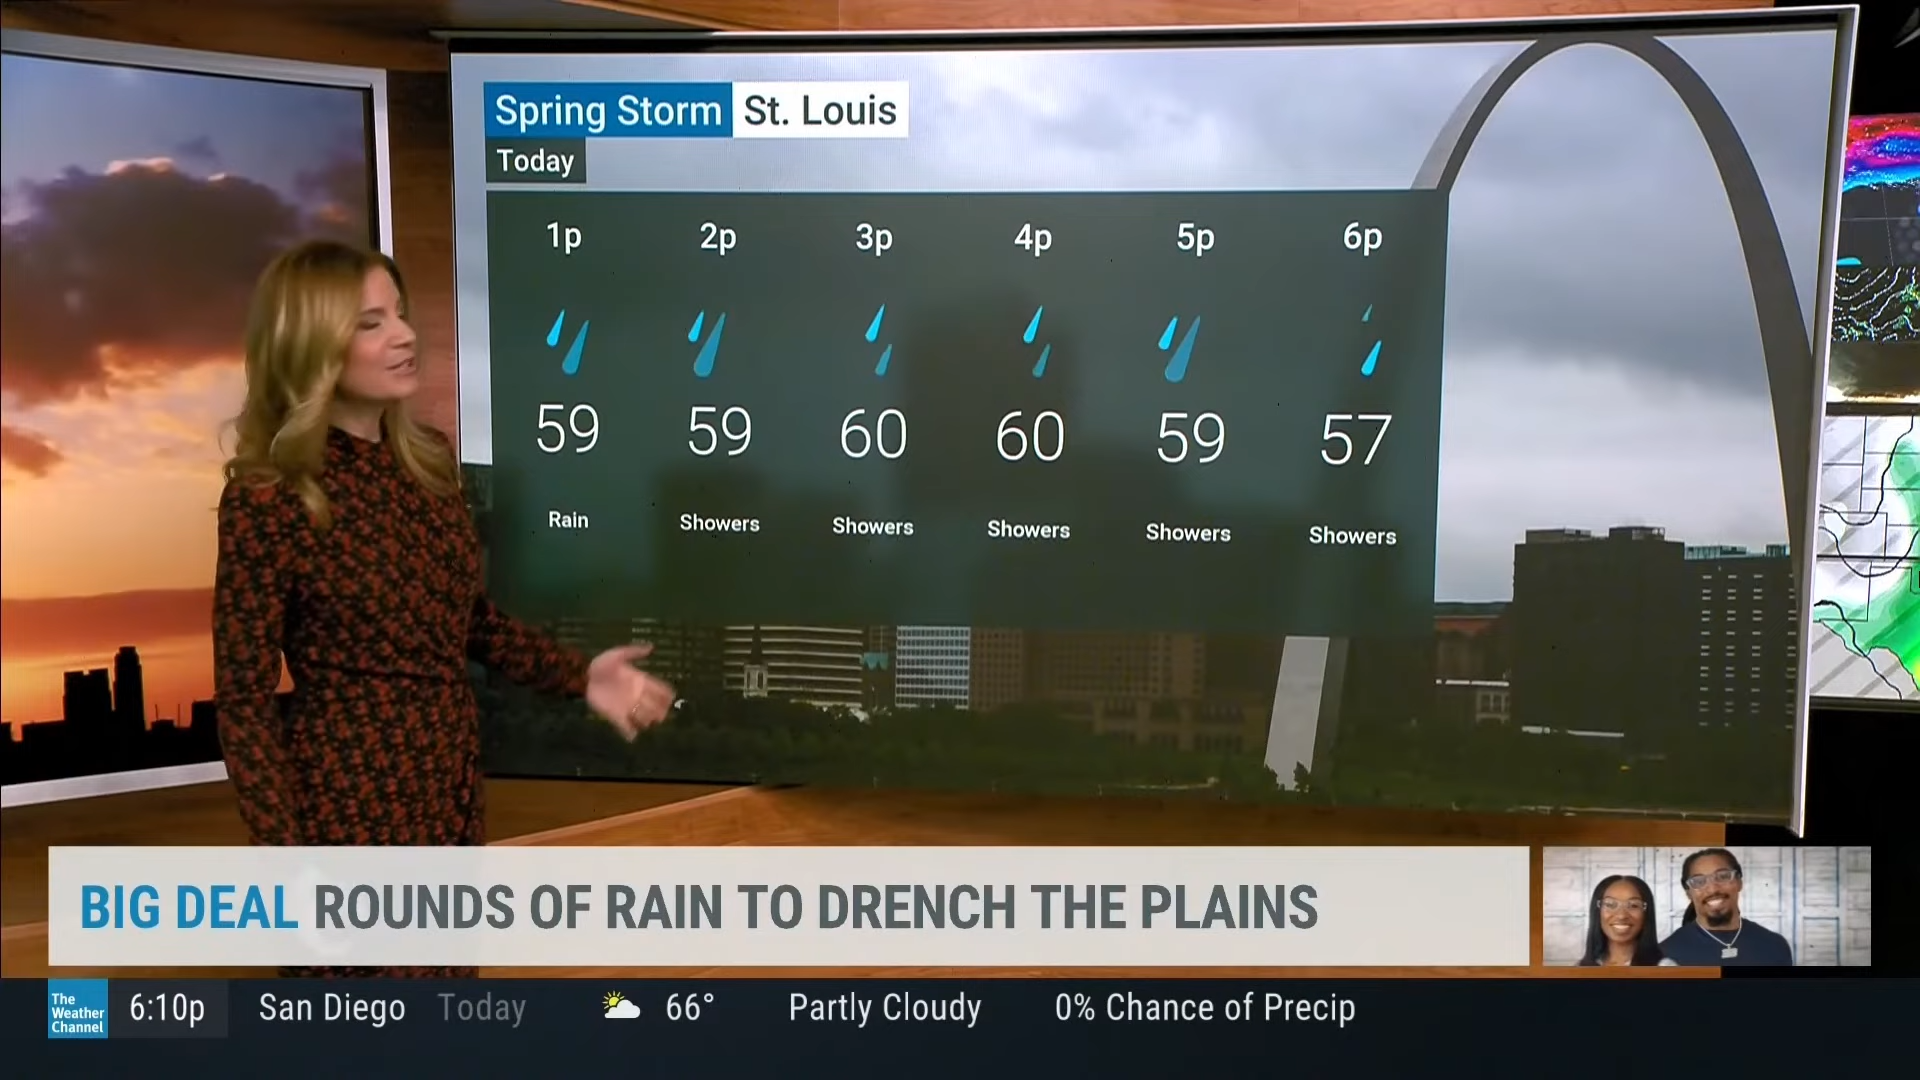 Spring Storm St. Louis
Today
1p 2p 3p 4p 5p 6p
59 59 60 60 59 57
Rain Showers Showers Showers Showers Showers
BIG DEAL ROUNDS OF RAIN TO DRENCH THE PLAINS
The Weather Channel 6:10p San Diego Today 66° Partly Cloudy 0% Chance of Precip